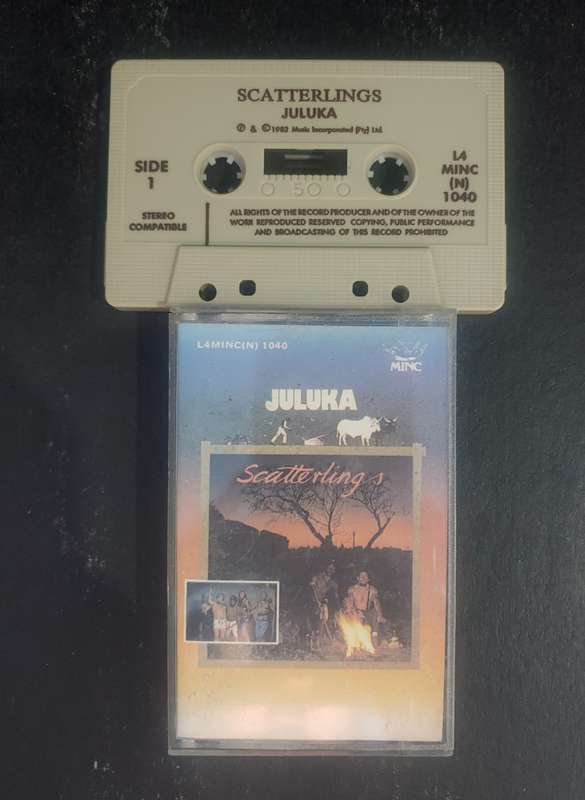 SCATTERLINGS
JULUKA
℗ & © 1982 Music Incorporated (Pty) Ltd.
SIDE
1
50
L4
MINC
(N)
1040
STEREO
COMPATIBLE
ALL RIGHTS OF THE RECORD PRODUCER AND OF THE OWNER OF THE
WORK REPRODUCED RESERVED COPYING, PUBLIC PERFORMANCE
AND BROADCASTING OF THIS RECORD PROHIBITED
L4MINC(N) 1040
MINC
JULUKA
Scatterlings